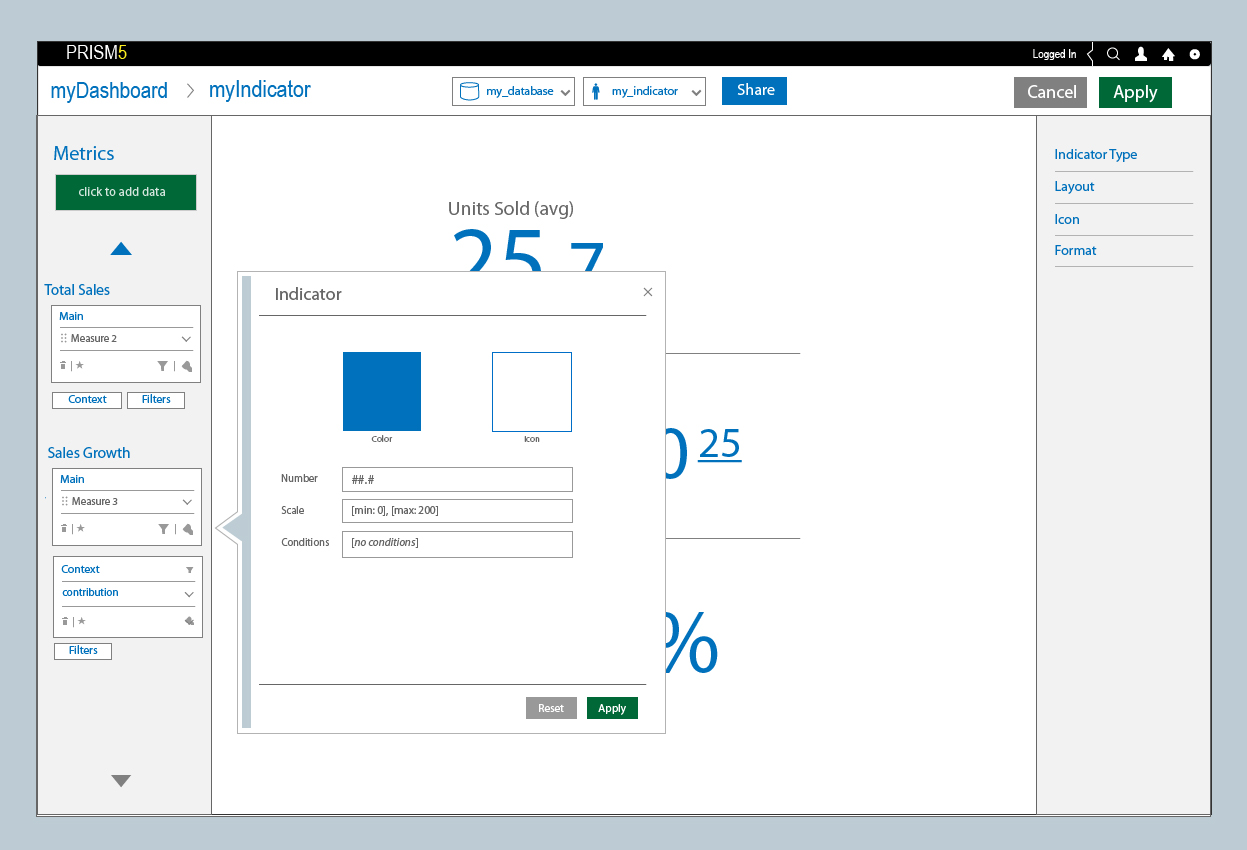 PRISM5
Logged In
myDashboard
myIndicator
my_database
my_indicator
Share
Cancel
Apply
Metrics
click to add data
Total Sales
Main
Measure 2
Context
Filters
Sales Growth
Main
Measure 3
Context
contribution
Filters
Units Sold (avg)
25.7
Indicator
Color
Icon
Number
##.#
Scale
[min: 0], [max: 200]
Conditions
[no conditions]
Reset
Apply
0 25
%
Indicator Type
Layout
Icon
Format